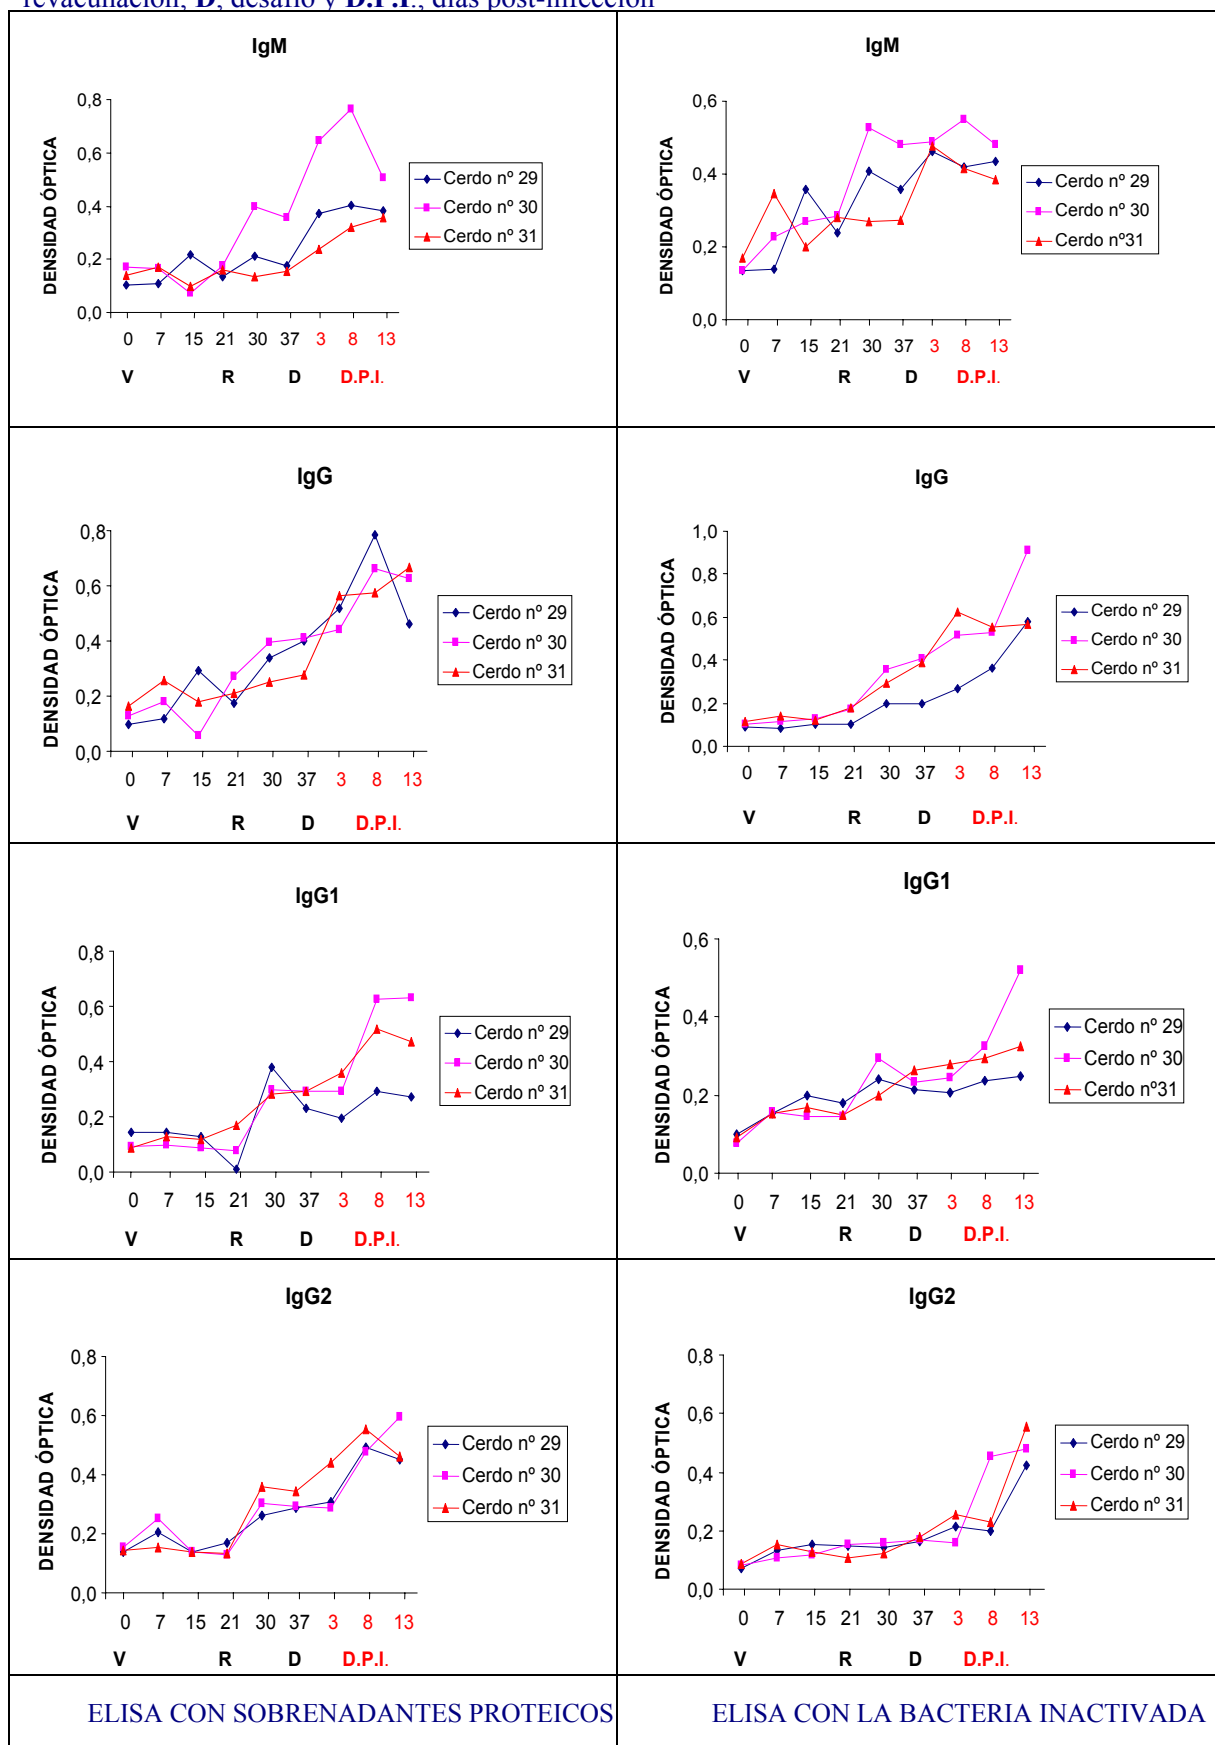 revacunación, D, desafío y D.P.I., días post-infección
IgM
DENSIDAD ÓPTICA
0,8
0,6
0,4
0,2
0,0
0 7 15 21 30 37 3 8 13
V R D D.P.I.
Cerdo nº 29
Cerdo nº 30
Cerdo nº 31
IgM
DENSIDAD ÓPTICA
0,6
0,4
0,2
0,0
0 7 15 21 30 37 3 8 13
V R D D.P.I.
Cerdo nº 29
Cerdo nº 30
Cerdo nº31
IgG
DENSIDAD ÓPTICA
0,8
0,6
0,4
0,2
0,0
0 7 15 21 30 37 3 8 13
V R D D.P.I.
Cerdo nº 29
Cerdo nº 30
Cerdo nº 31
IgG
DENSIDAD ÓPTICA
1,0
0,8
0,6
0,4
0,2
0,0
0 7 15 21 30 37 3 8 13
V R D D.P.I.
Cerdo nº 29
Cerdo nº 30
Cerdo nº 31
IgG1
DENSIDAD ÓPTICA
0,8
0,6
0,4
0,2
0,0
0 7 15 21 30 37 3 8 13
V R D D.P.I.
Cerdo nº 29
Cerdo nº 30
Cerdo nº 31
IgG1
DENSIDAD ÓPTICA
0,6
0,4
0,2
0,0
0 7 15 21 30 37 3 8 13
V R D D.P.I.
Cerdo nº 29
Cerdo nº 30
Cerdo nº31
IgG2
DENSIDAD ÓPTICA
0,8
0,6
0,4
0,2
0,0
0 7 15 21 30 37 3 8 13
V R D D.P.I.
Cerdo nº 29
Cerdo nº 30
Cerdo nº 31
IgG2
DENSIDAD ÓPTICA
0,8
0,6
0,4
0,2
0,0
0 7 15 21 30 37 3 8 13
V R D D.P.I.
Cerdo nº 29
Cerdo nº 30
Cerdo nº 31
ELISA CON SOBRENADANTES PROTEICOS
ELISA CON LA BACTERIA INACTIVADA